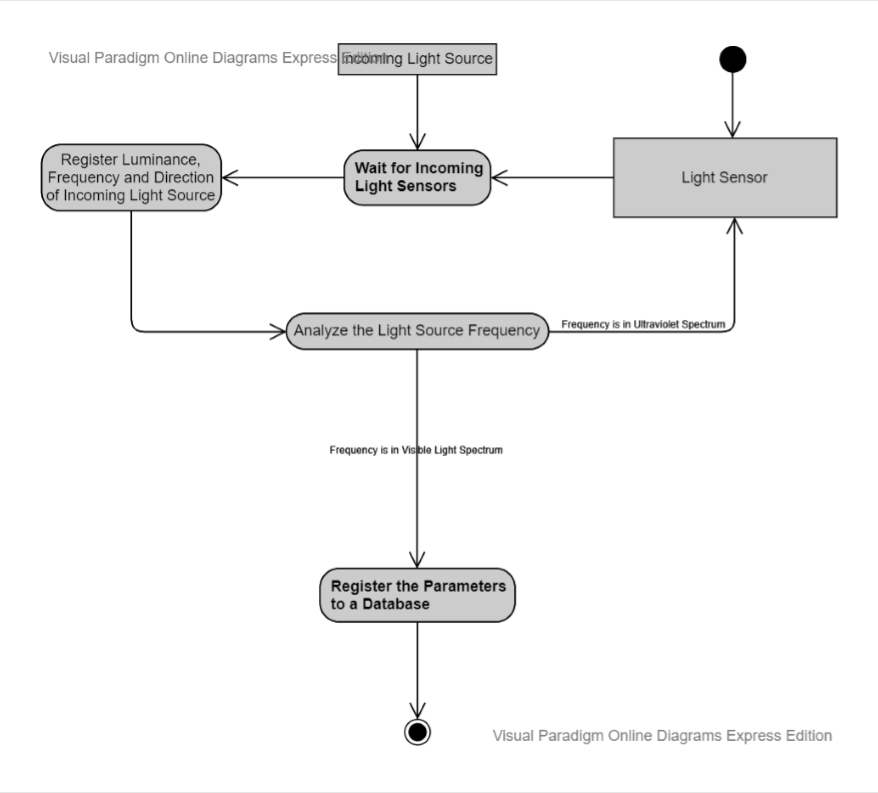 Visual Paradigm Online Diagrams Express Edition
Incoming Light Source
Register Luminance,
Frequency and Direction
of Incoming Light Source
Wait for Incoming
Light Sensors
Light Sensor
Analyze the Light Source Frequency
Frequency is in Ultraviolet Spectrum
Frequency is in Visible Light Spectrum
Register the Parameters
to a Database
Visual Paradigm Online Diagrams Express Edition